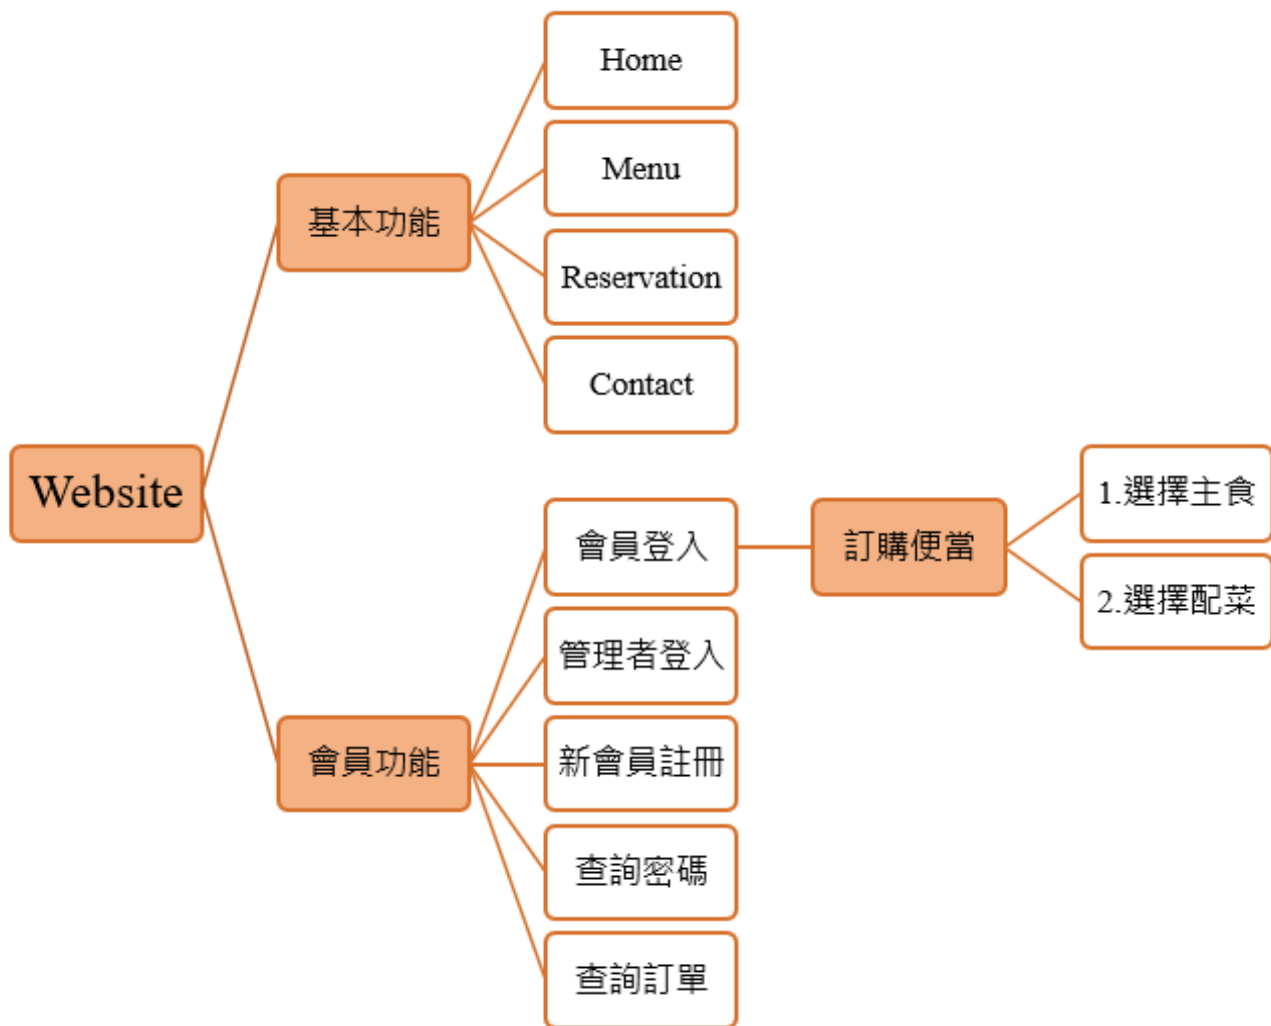 Website
基本功能
Home
Menu
Reservation
Contact
會員功能
會員登入
訂購便當
1.選擇主食
2.選擇配菜
管理者登入
新會員註冊
查詢密碼
查詢訂單